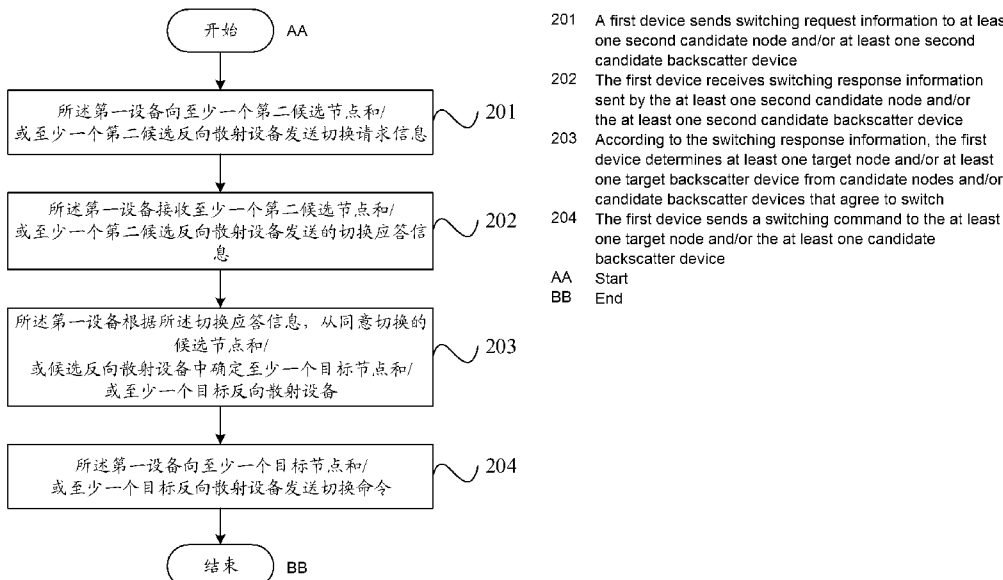 开始
AA
所述第一设备向至少一个第二候选节点和/
或至少一个第二候选反向散射设备发送切换请求信息
201
所述第一设备接收至少一个第二候选节点和/
或至少一个第二候选反向散射设备发送的切换应答信
息
202
所述第一设备根据所述切换应答信息，从同意切换的
候选节点和/
或候选反向散射设备中确定至少一个目标节点和/
或至少一个目标反向散射设备
203
所述第一设备向至少一个目标节点和/
或至少一个目标反向散射设备发送切换命令
204
结束
BB
201 A first device sends switching request information to at least
one second candidate node and/or at least one second
candidate backscatter device
202 The first device receives switching response information
sent by the at least one second candidate node and/or
the at least one second candidate backscatter device
203 According to the switching response information, the first
device determines at least one target node and/or at least
one target backscatter device from candidate nodes and/or
candidate backscatter devices that agree to switch
204 The first device sends a switching command to the at least
one target node and/or the at least one candidate
backscatter device
AA Start
BB End